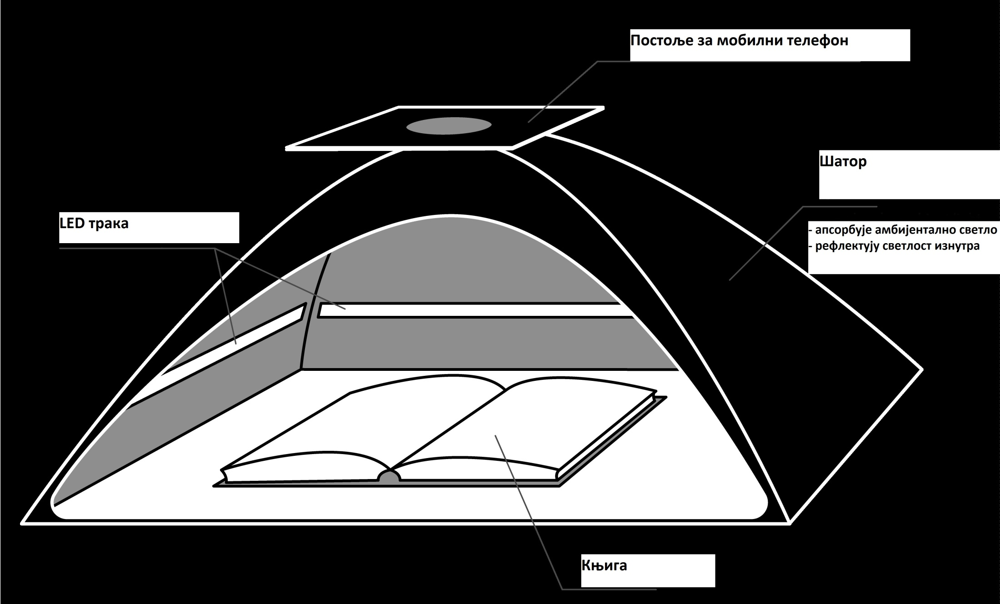 Постоље за мобилни телефон
Шатор
LED трака
- апсорбује амбијентално светло
- рефлектују светлост изнутра
Књига